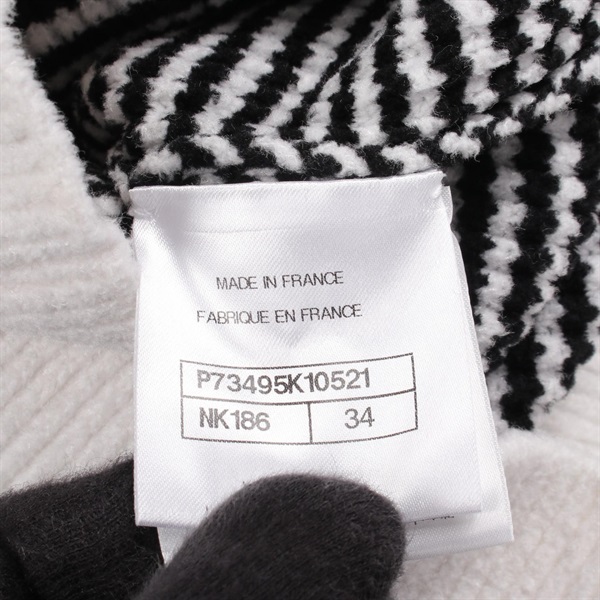 MADE IN FRANCE
FABRIQUE EN FRANCE
P73495K10521
NK186 34